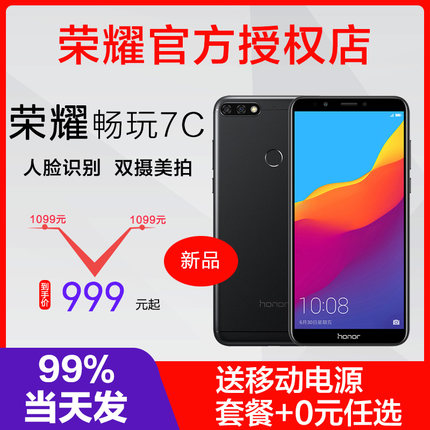 荣耀官方授权店
荣耀畅玩7C
人脸识别 双摄美拍
1099元 1099元
新品
到手价 999元起
honor
10:08
honor
99%
当天发
送移动电源
套餐+0元任选